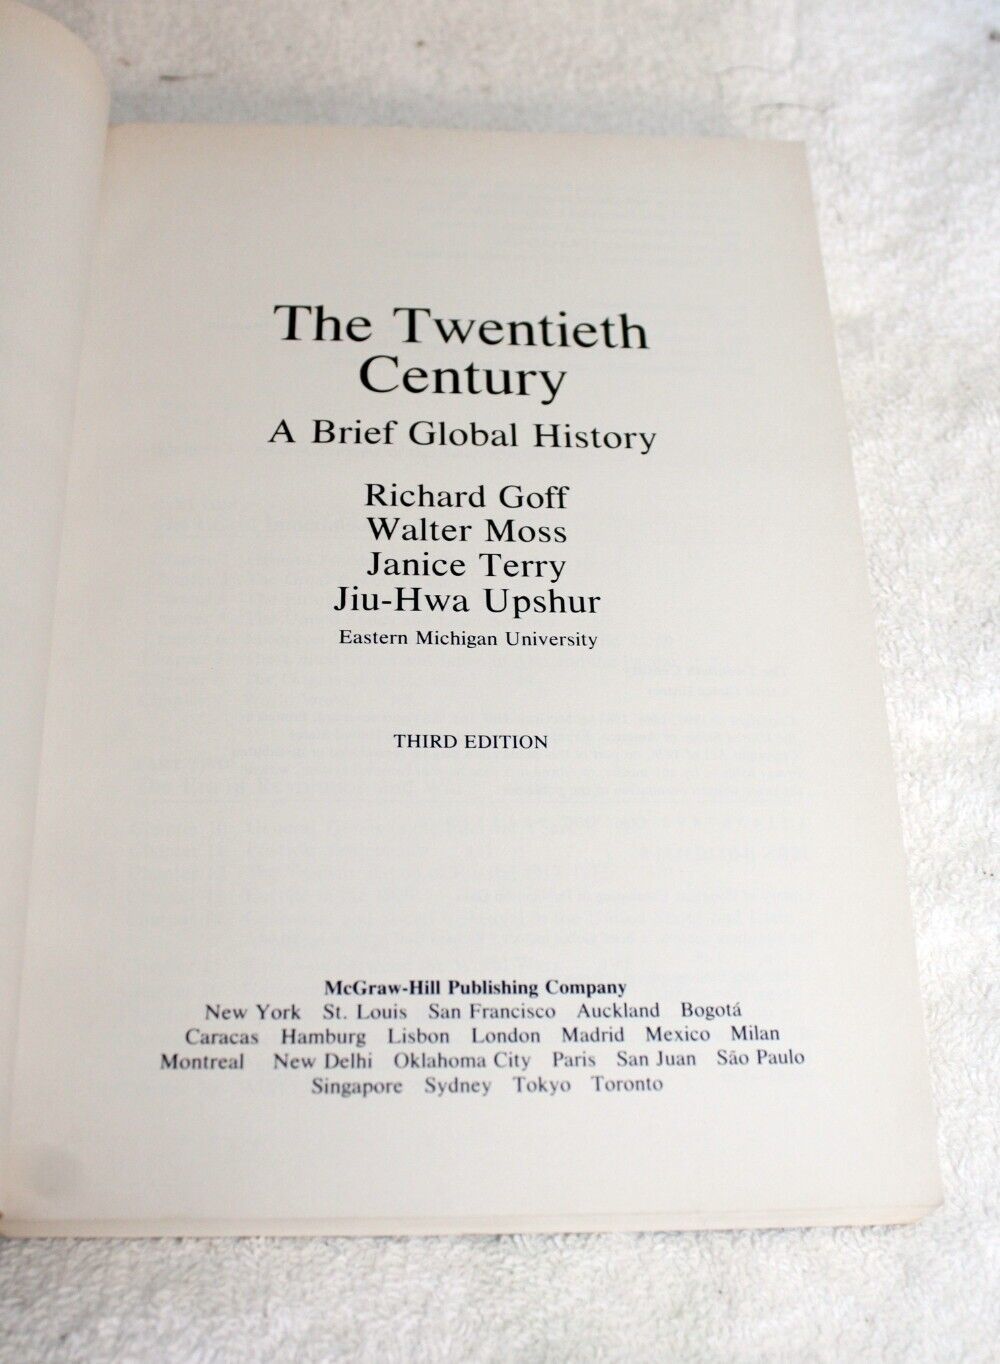 The Twentieth
Century
A Brief Global History
Richard Goff
Walter Moss
Janice Terry
Jiu-Hwa Upshur
Eastern Michigan University
THIRD EDITION
McGraw-Hill Publishing Company
New York St. Louis San Francisco Auckland Bogotá
Caracas Hamburg Lisbon London Madrid Mexico Milan
Montreal New Delhi Oklahoma City Paris San Juan São Paulo
Singapore Sydney Tokyo Toronto